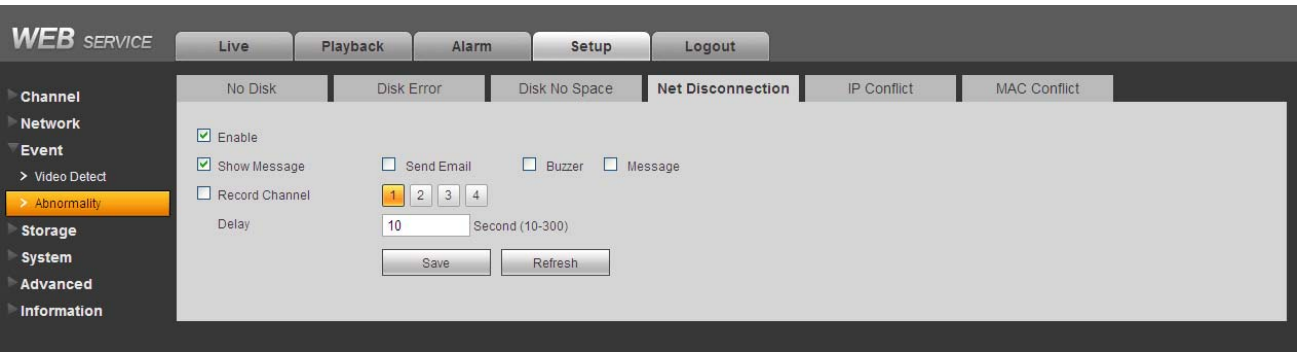 WEB SERVICE
Live Playback Alarm Setup Logout
No Disk Disk Error Disk No Space Net Disconnection IP Conflict MAC Conflict
Channel
Network
Event
> Video Detect
> Abnormality
Storage
System
Advanced
Information
Enable
Show Message Send Email Buzzer Message
Record Channel 1 2 3 4
Delay 10 Second (10-300)
Save Refresh